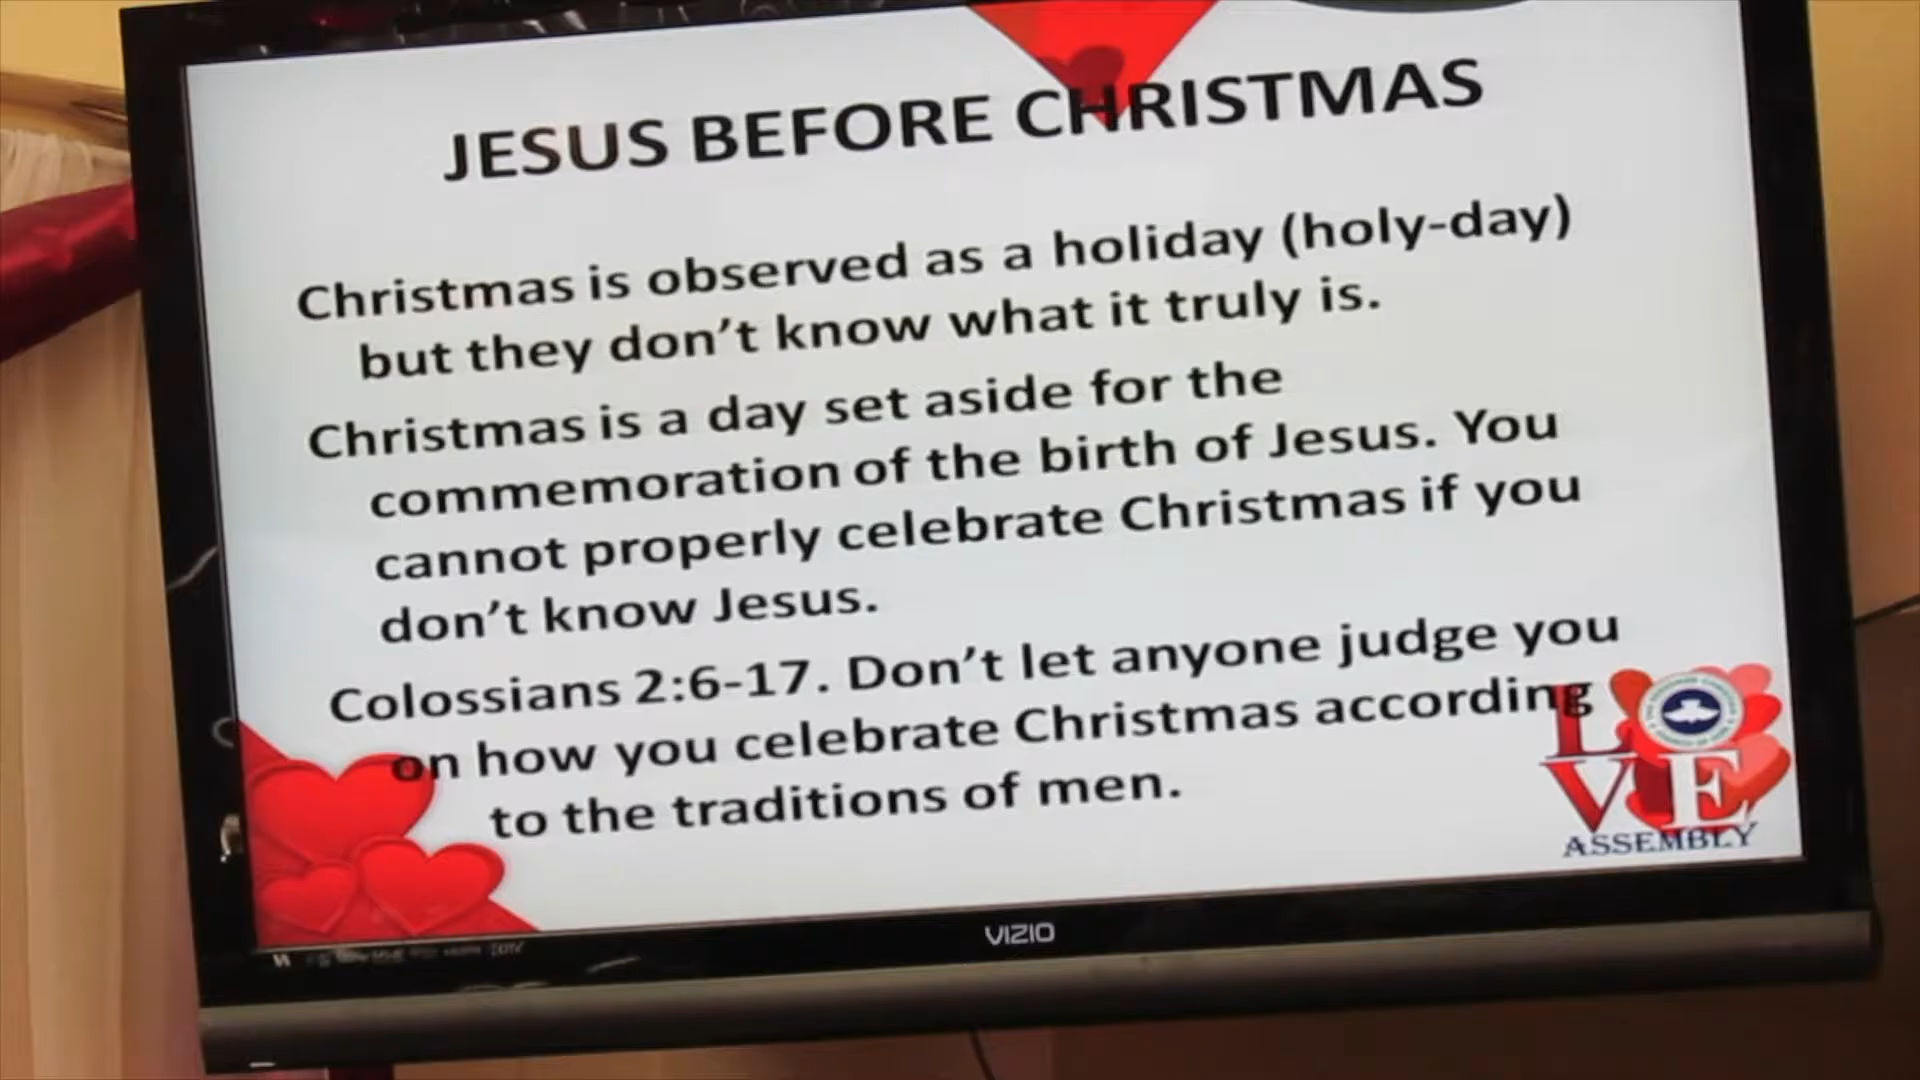 JESUS BEFORE CHRISTMAS
Christmas is observed as a holiday (holy-day)
but they don’t know what it truly is.
Christmas is a day set aside for the
commemoration of the birth of Jesus. You
cannot properly celebrate Christmas if you
don’t know Jesus.
Colossians 2:6-17. Don’t let anyone judge you
on how you celebrate Christmas according
to the traditions of men.
L
VE
ASSEMBLY
VIZIO